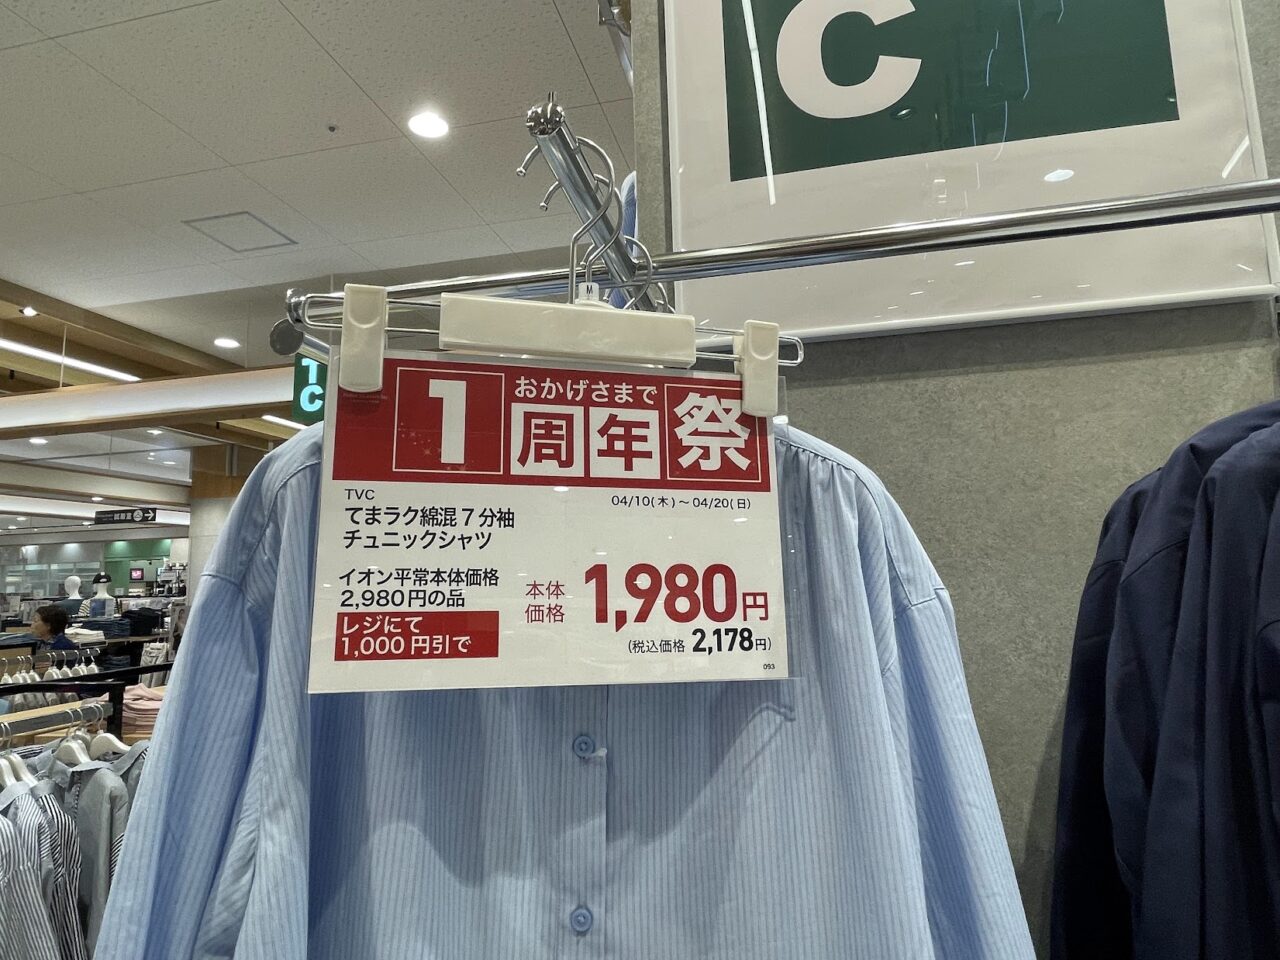 C
M
TC
おかげさまで
1周年祭
04/10(木)～04/20(日)
TVC
てまラク綿混7分袖
チュニックシャツ
イオン平常本体価格
2,980円の品
レジにて
1,000円引で
本体価格 1,980円
(税込価格 2,178円)
093
試着室